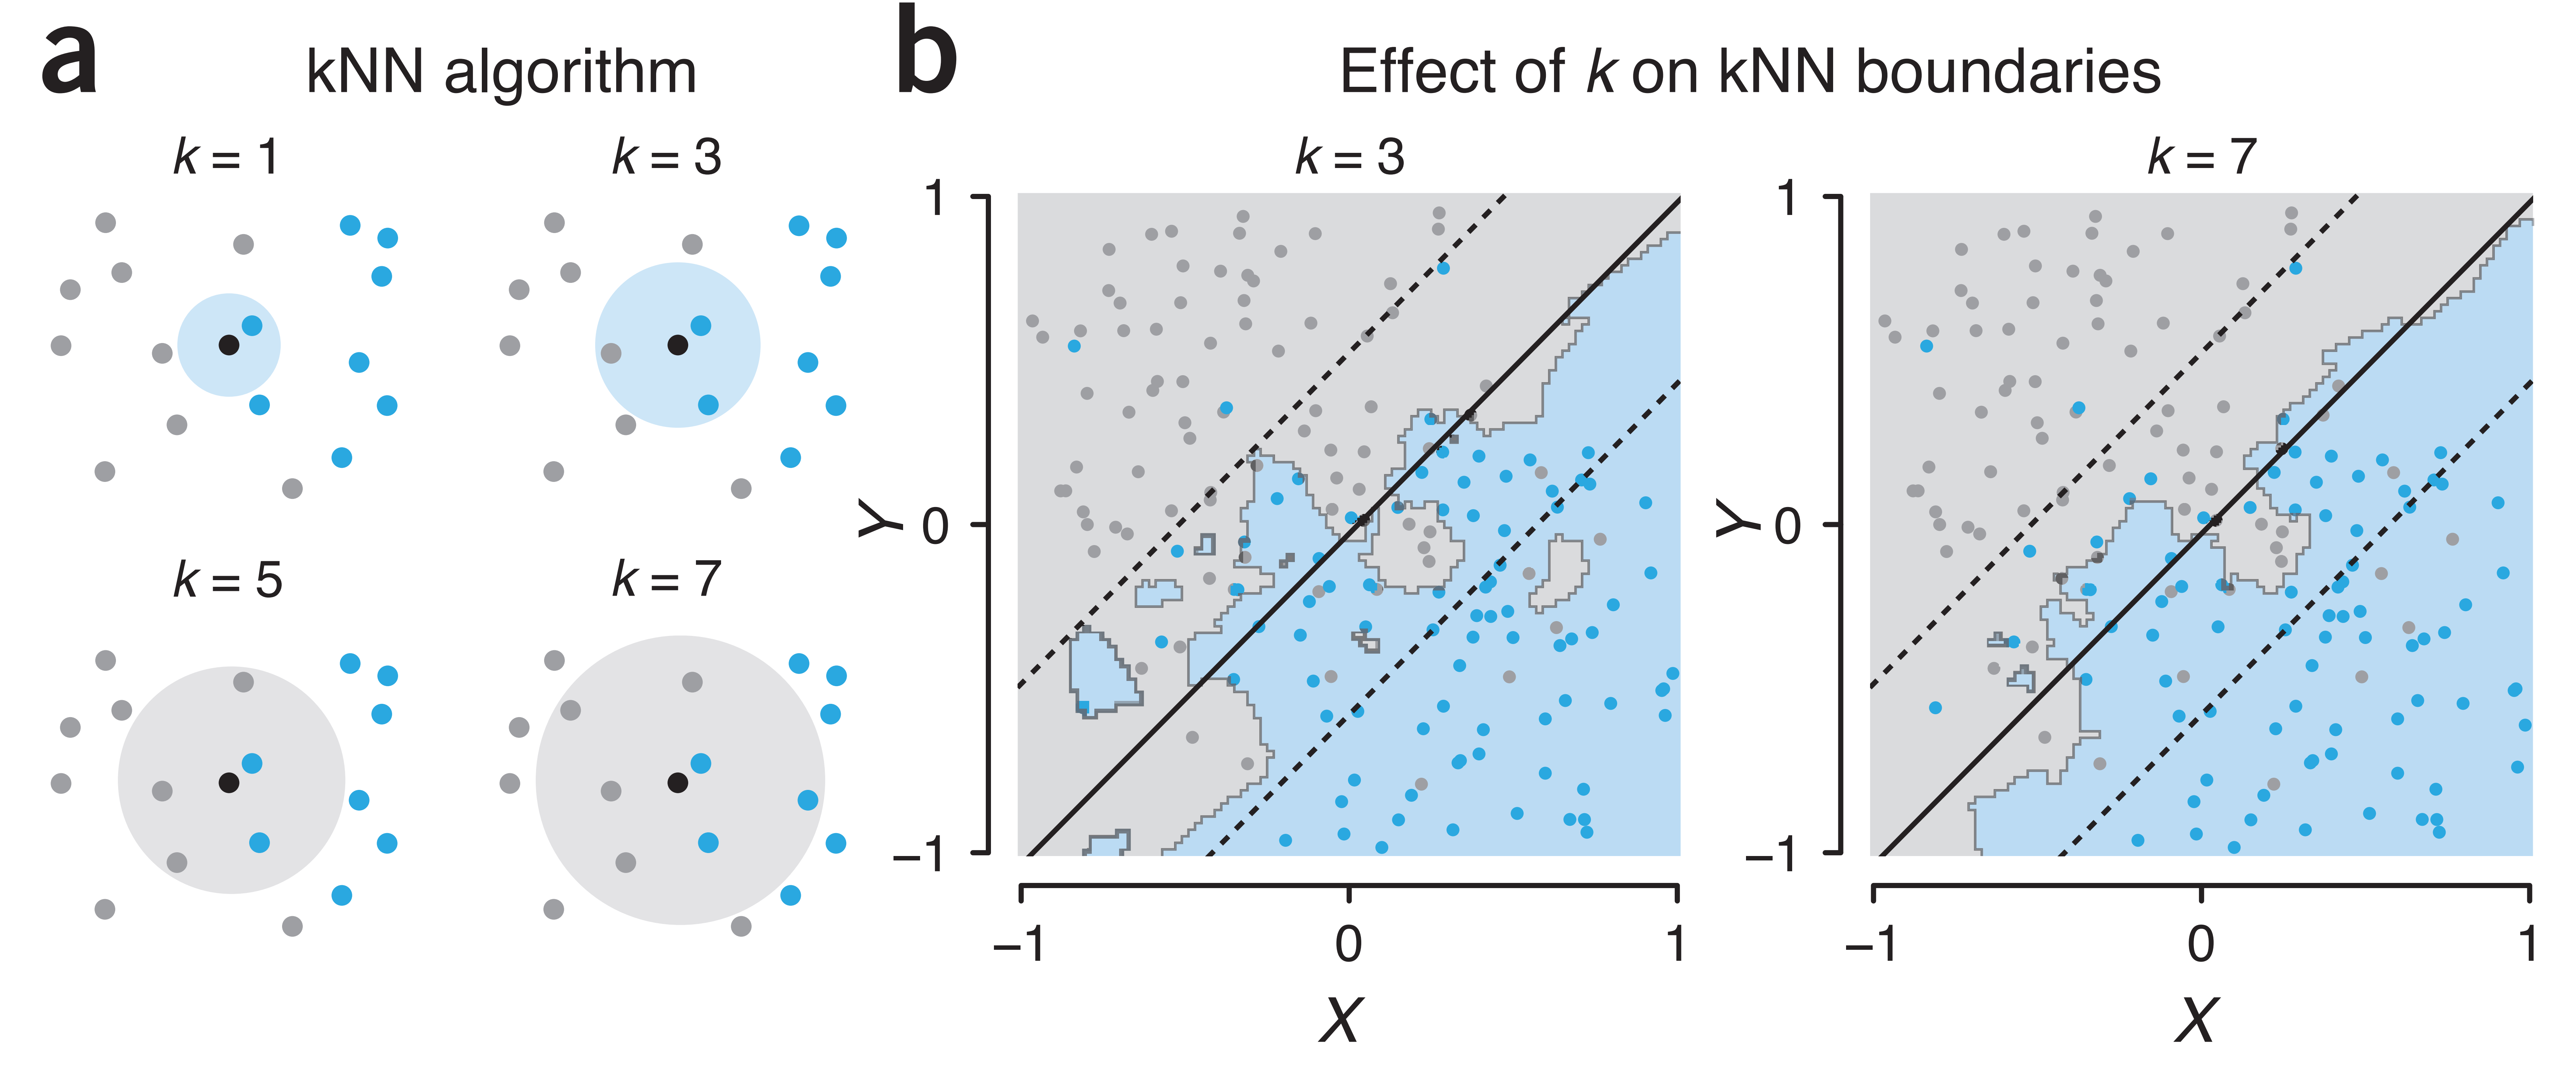 a
kNN algorithm
k = 1
k = 3
k = 5
k = 7
b
Effect of k on kNN boundaries
k = 3
1
Y
0
−1
−1
0
1
X
k = 7
1
Y
0
−1
−1
0
1
X